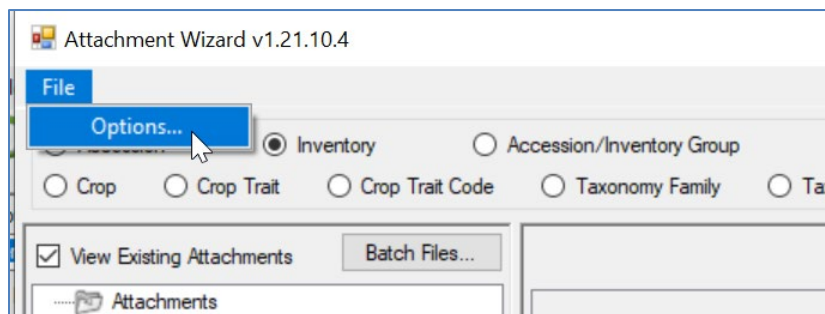 Attachment Wizard v1.21.10.4
File
Options...
Inventory Accession/Inventory Group
Crop Crop Trait Crop Trait Code Taxonomy Family Ta
View Existing Attachments Batch Files...
Attachments